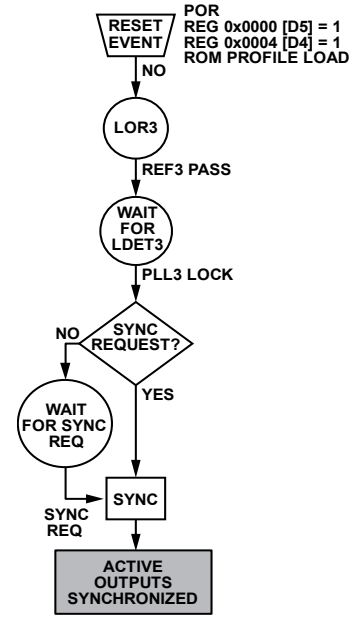 RESET
EVENT
POR
REG 0x0000 [D5] = 1
REG 0x0004 [D4] = 1
ROM PROFILE LOAD
NO
LOR3
REF3 PASS
WAIT
FOR
LDET3
PLL3 LOCK
NO
SYNC
REQUEST?
YES
WAIT
FOR SYNC
REQ
SYNC
REQ
SYNC
ACTIVE
OUTPUTS
SYNCHRONIZED